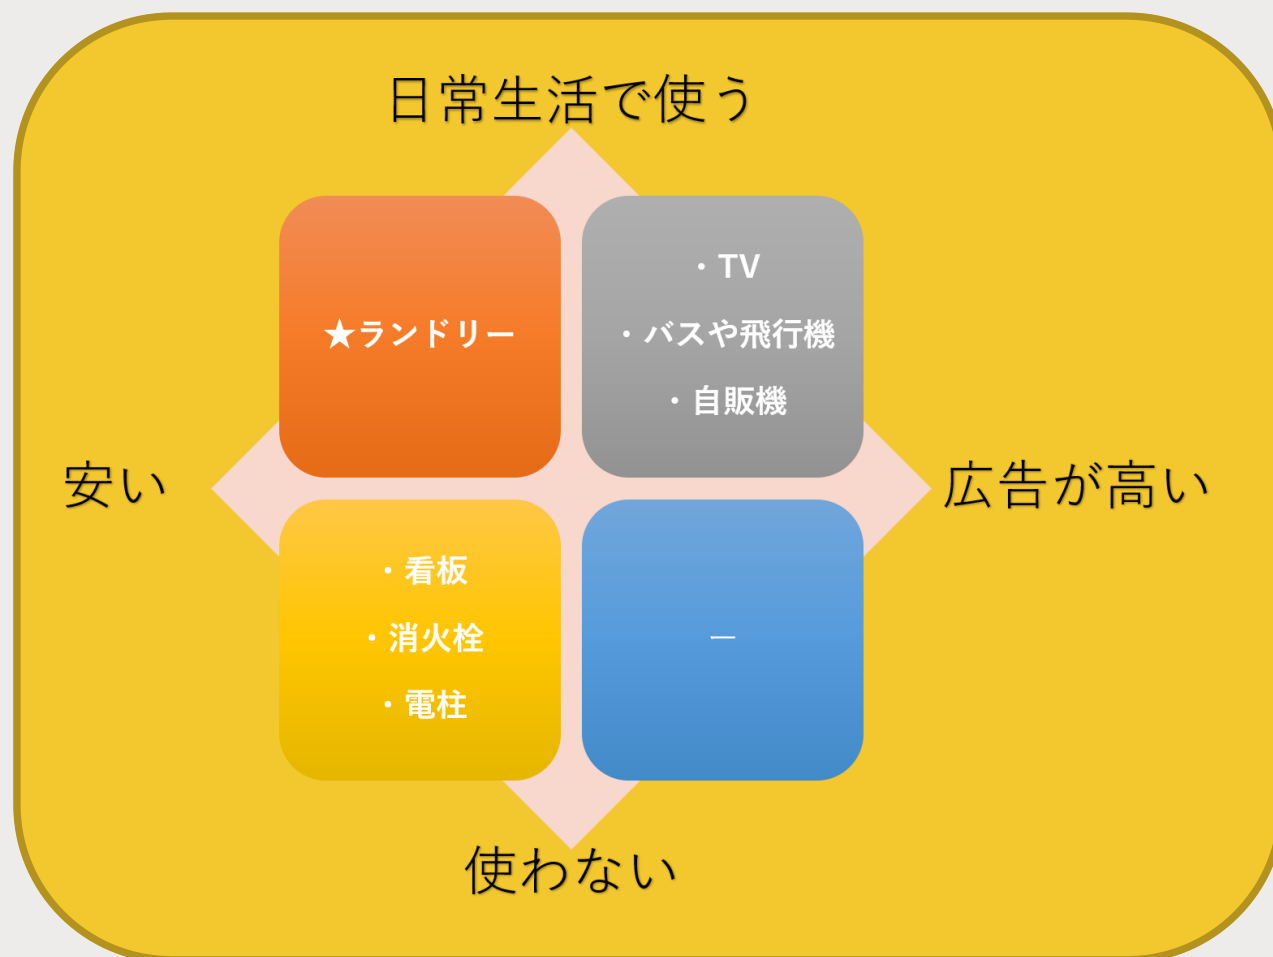 日常生活で使う
★ランドリー
・TV
・バスや飛行機
・自販機
安い
広告が高い
・看板
・消火栓
・電柱
―
使わない